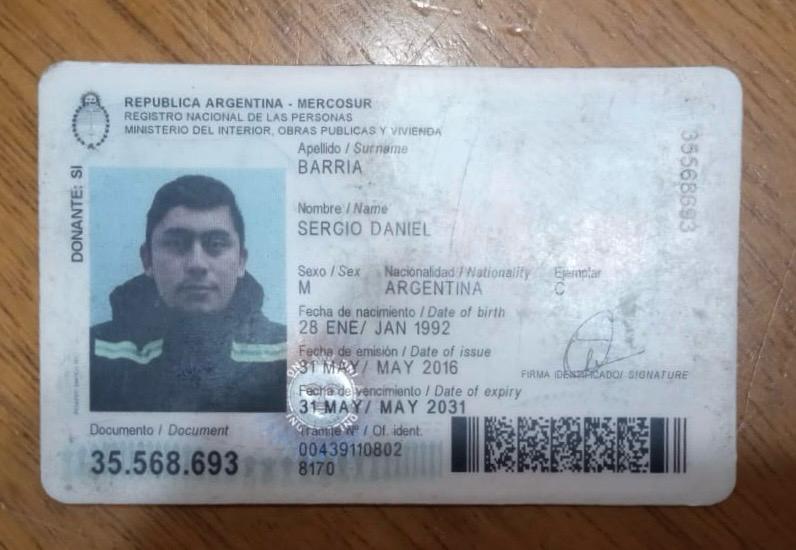 REPUBLICA ARGENTINA - MERCOSUR
REGISTRO NACIONAL DE LAS PERSONAS
MINISTERIO DEL INTERIOR, OBRAS PUBLICAS Y VIVIENDA
Apellido / Surname
BARRIA
Nombre / Name
SERGIO DANIEL
Sexo / Sex Nacionalidad / Nationality Ejemplar
M ARGENTINA C
Fecha de nacimiento / Date of birth
28 ENE/ JAN 1992
Fecha de emisión / Date of issue
31 MAY/ MAY 2016
FIRMA IDENTIFICADO/ SIGNATURE
Fecha de vencimiento / Date of expiry
31 MAY/ MAY 2031
Documento / Document
35.568.693
Trámite Nº / Of. ident.
00439110802
8170
DONANTE: SI
35568693